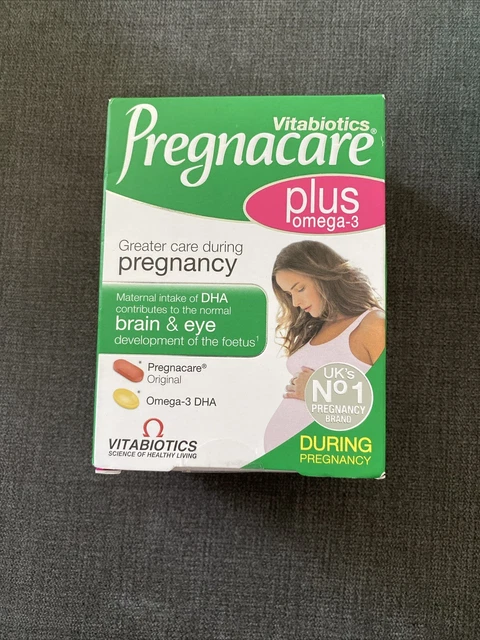 Vitabiotics
Pregnacare®
plus
omega-3
Greater care during
pregnancy
Maternal intake of DHA
contributes to the normal
brain & eye
development of the foetus¹
Pregnacare®
Original
Omega-3 DHA
UK's
No1
PREGNANCY
BRAND
VITABIOTICS
SCIENCE OF HEALTHY LIVING
DURING
PREGNANCY